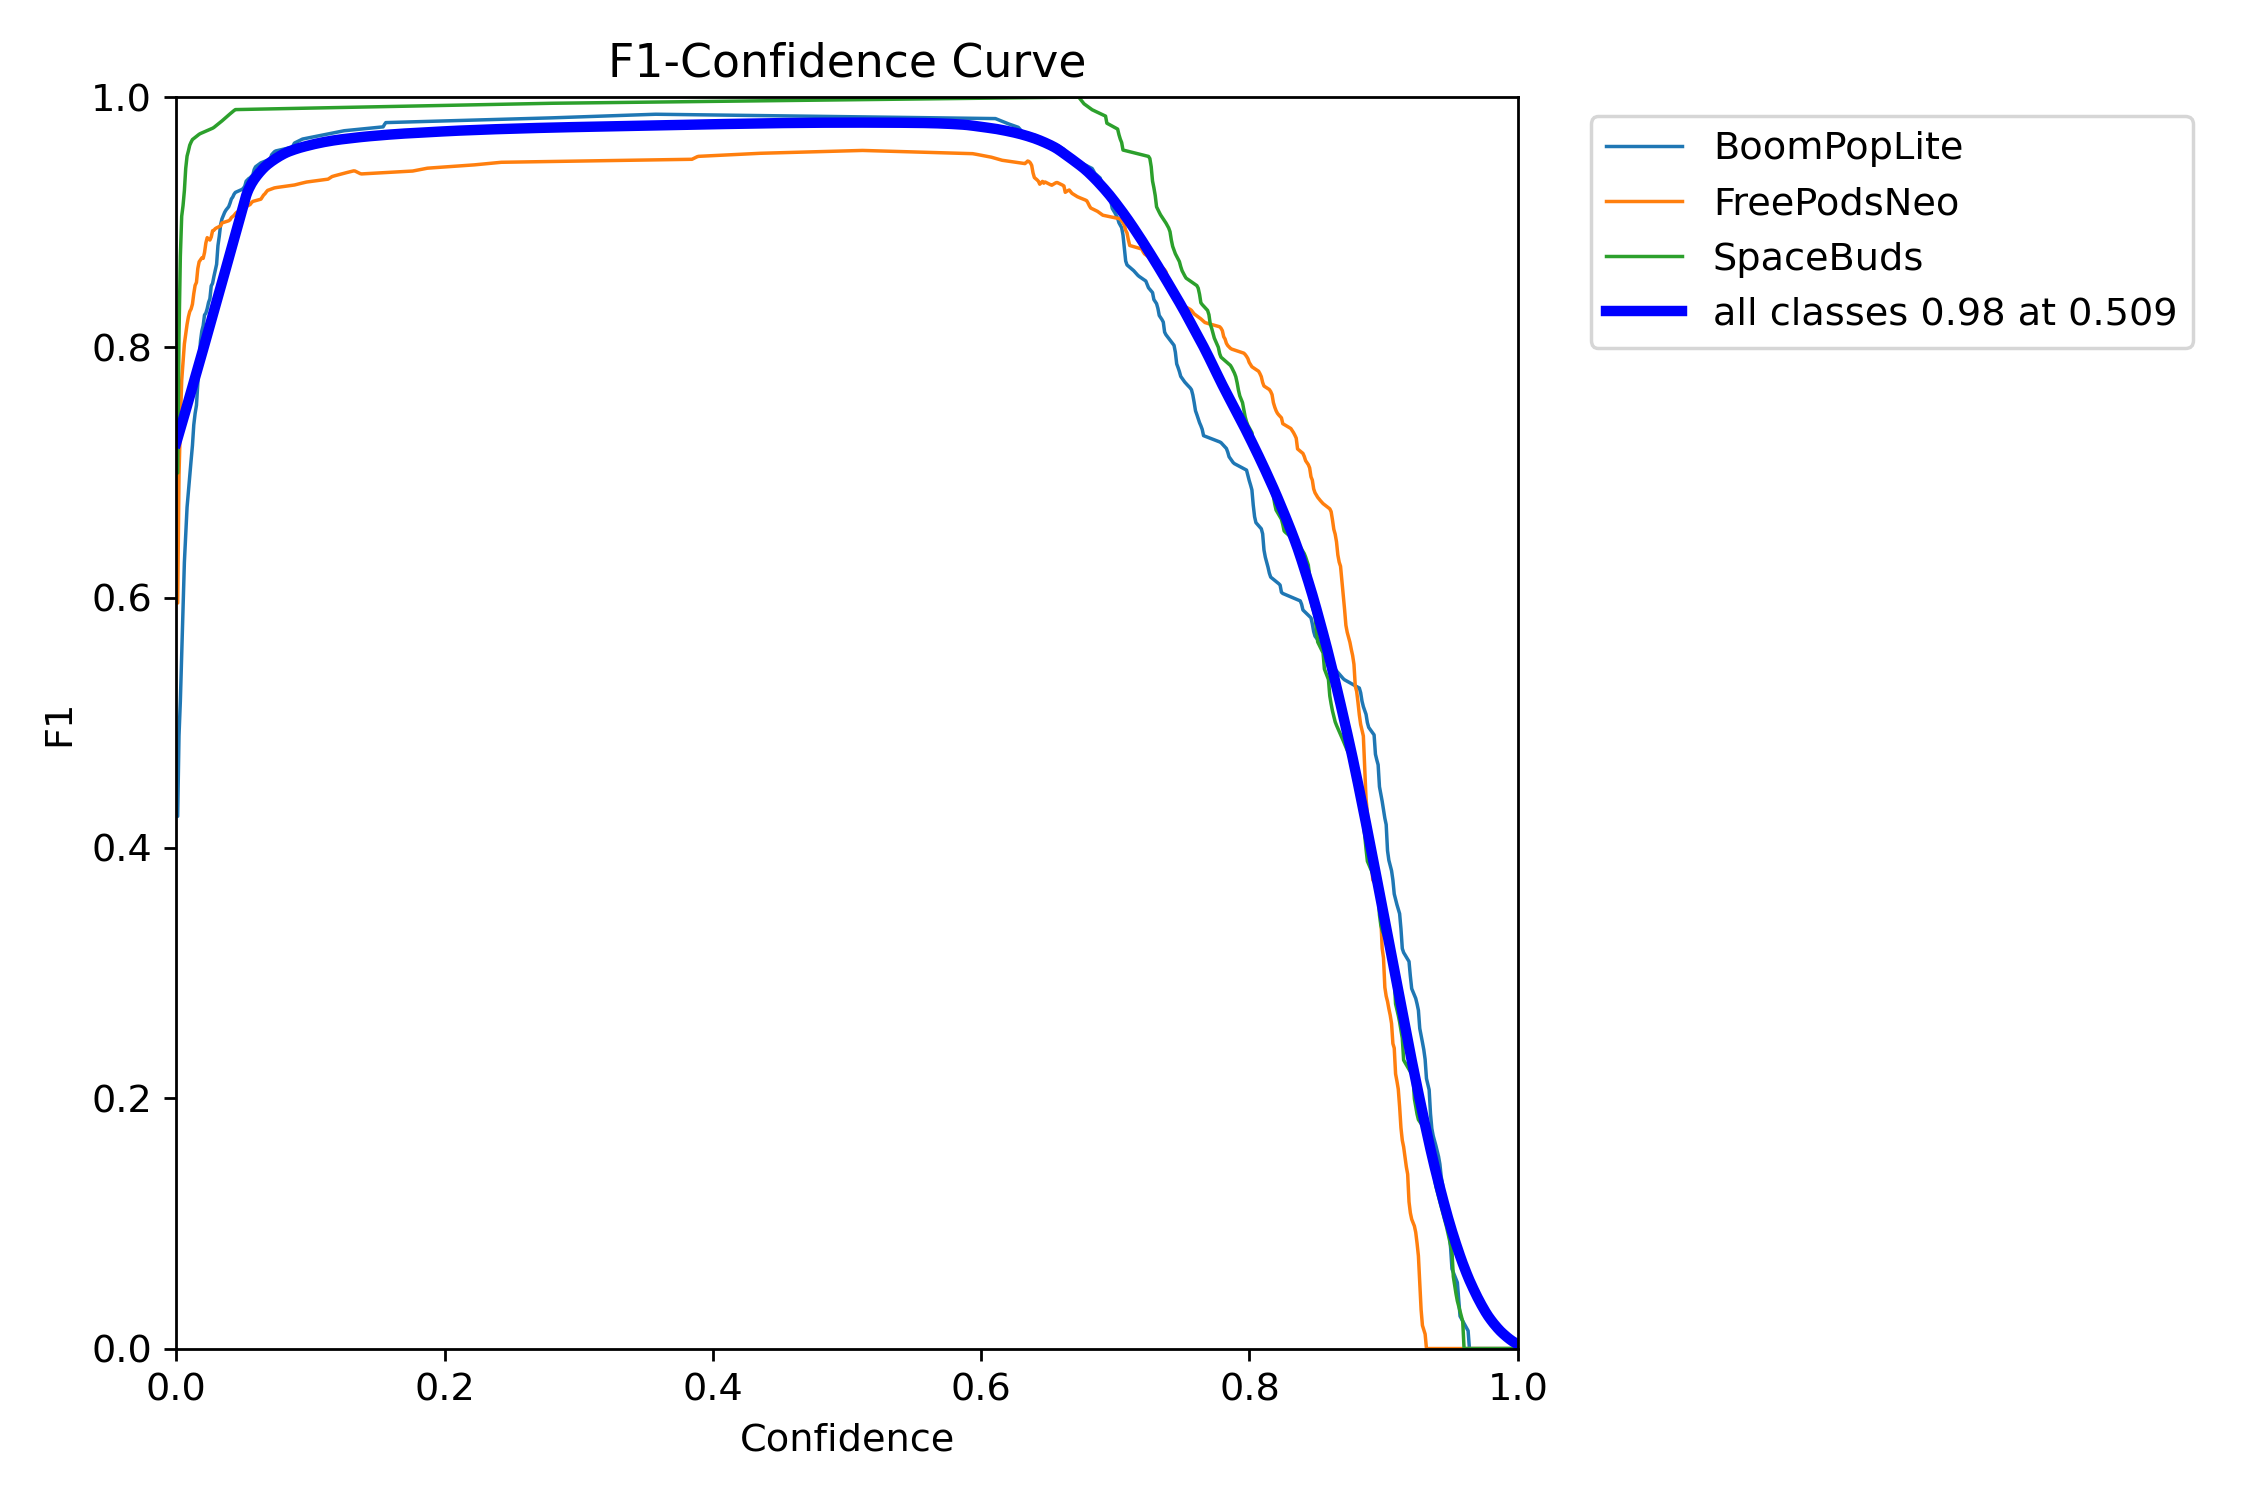 F1-Confidence Curve
1.0
0.8
0.6
0.4
0.2
0.0
F1
0.0 0.2 0.4 0.6 0.8 1.0
Confidence
BoomPopLite
FreePodsNeo
SpaceBuds
all classes 0.98 at 0.509